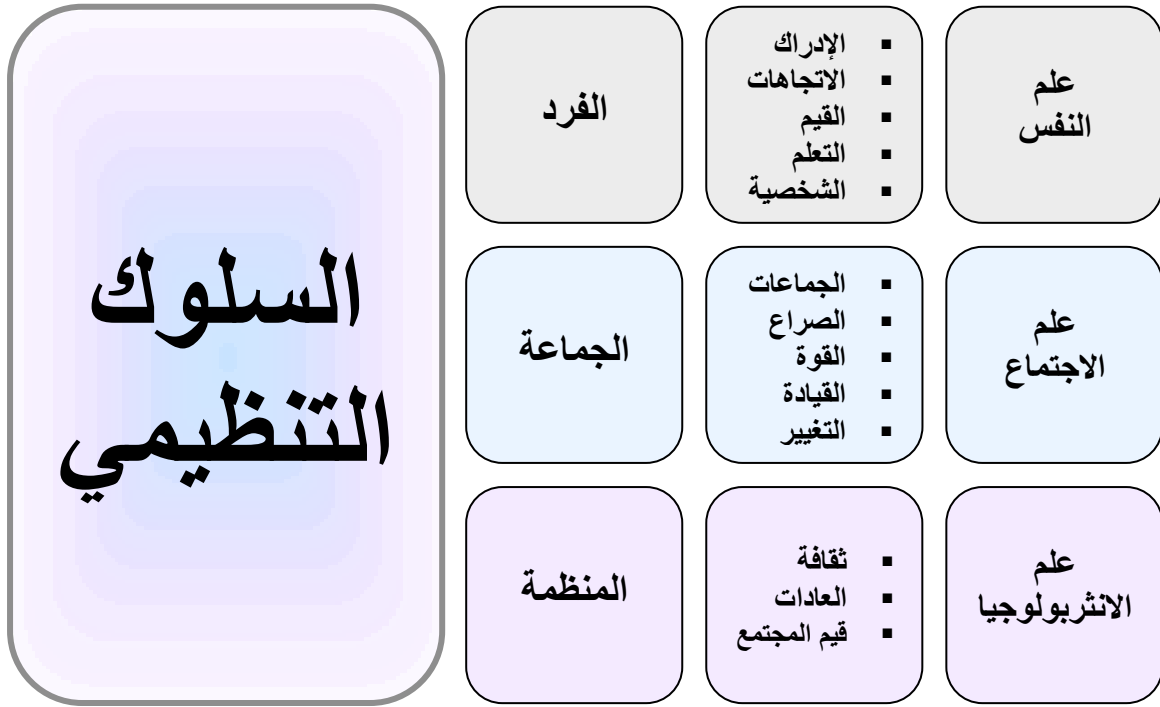 علم
النفس
الإدراك
الاتجاهات
القيم
التعلم
الشخصية
الفرد
علم
الاجتماع
الجماعات
الصراع
القوة
القيادة
التغيير
الجماعة
علم
الانثربولوجيا
ثقافة
العادات
قيم المجتمع
المنظمة
السلوك
التنظيمي